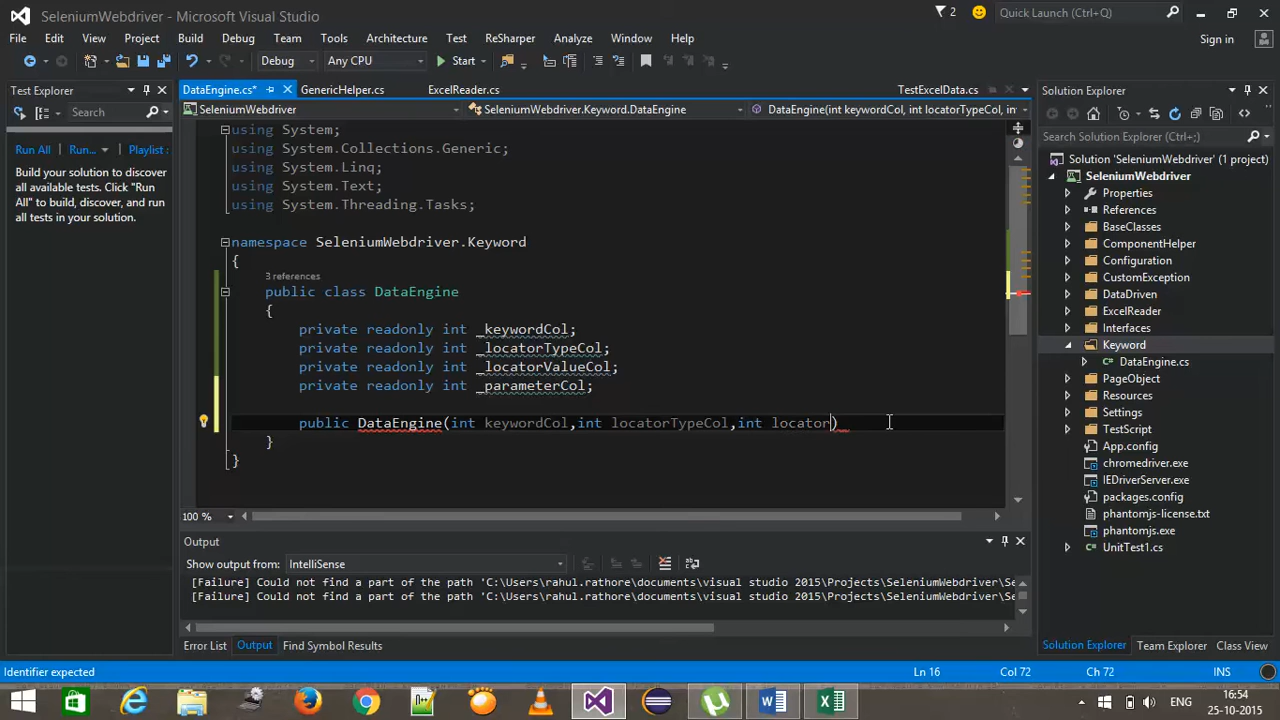 SeleniumWebdriver - Microsoft Visual Studio
2
Quick Launch (Ctrl+Q)
File Edit View Project Build Debug Team Tools Architecture Test ReSharper Analyze Window Help
Sign in
Debug Any CPU Start
Test Explorer
Search
Run All Run... Playlist
Build your solution to
discover all available
tests. Click "Run
All" to build, discover, and
run all tests in your solution.
DataEngine.cs* GenericHelper.cs ExcelReader.cs TestExcelData.cs
SeleniumWebdriver SeleniumWebdriver.Keyword.DataEngine DataEngine(int keywordCol, int locatorTypeCol,
using System;
using System.Collections.Generic;
using System.Linq;
using System.Text;
using System.Threading.Tasks;
namespace SeleniumWebdriver.Keyword
{
3 references
public class DataEngine
{
private readonly int _keywordCol;
private readonly int _locatorTypeCol;
private readonly int _locatorValueCol;
private readonly int _parameterCol;
public DataEngine(int keywordCol,int locatorTypeCol,int locator)
}
}
100 %
Output
Show output from: IntelliSense
[Failure] Could not find a part of the path 'C:\Users\rahul.rathore\documents\visual studio 2015\Projects\SeleniumWebdriver\Se
[Failure] Could not find a part of the path 'C:\Users\rahul.rathore\documents\visual studio 2015\Projects\SeleniumWebdriver\Se
Error List Output Find Symbol Results
Solution Explorer
Search Solution Explorer (Ctrl+;)
Solution 'SeleniumWebdriver' (1 project)
SeleniumWebdriver
Properties
References
BaseClasses
ComponentHelper
Configuration
CustomException
DataDriven
ExcelReader
Interfaces
Keyword
DataEngine.cs
PageObject
Resources
Settings
TestScript
App.config
chromedriver.exe
IEDriverServer.exe
packages.config
phantomjs-license.txt
phantomjs.exe
UnitTest1.cs
Solution Explorer Team Explorer Class View
Identifier expected Ln 16 Col 72 Ch 72 INS
ENG 16:54
25-10-2015